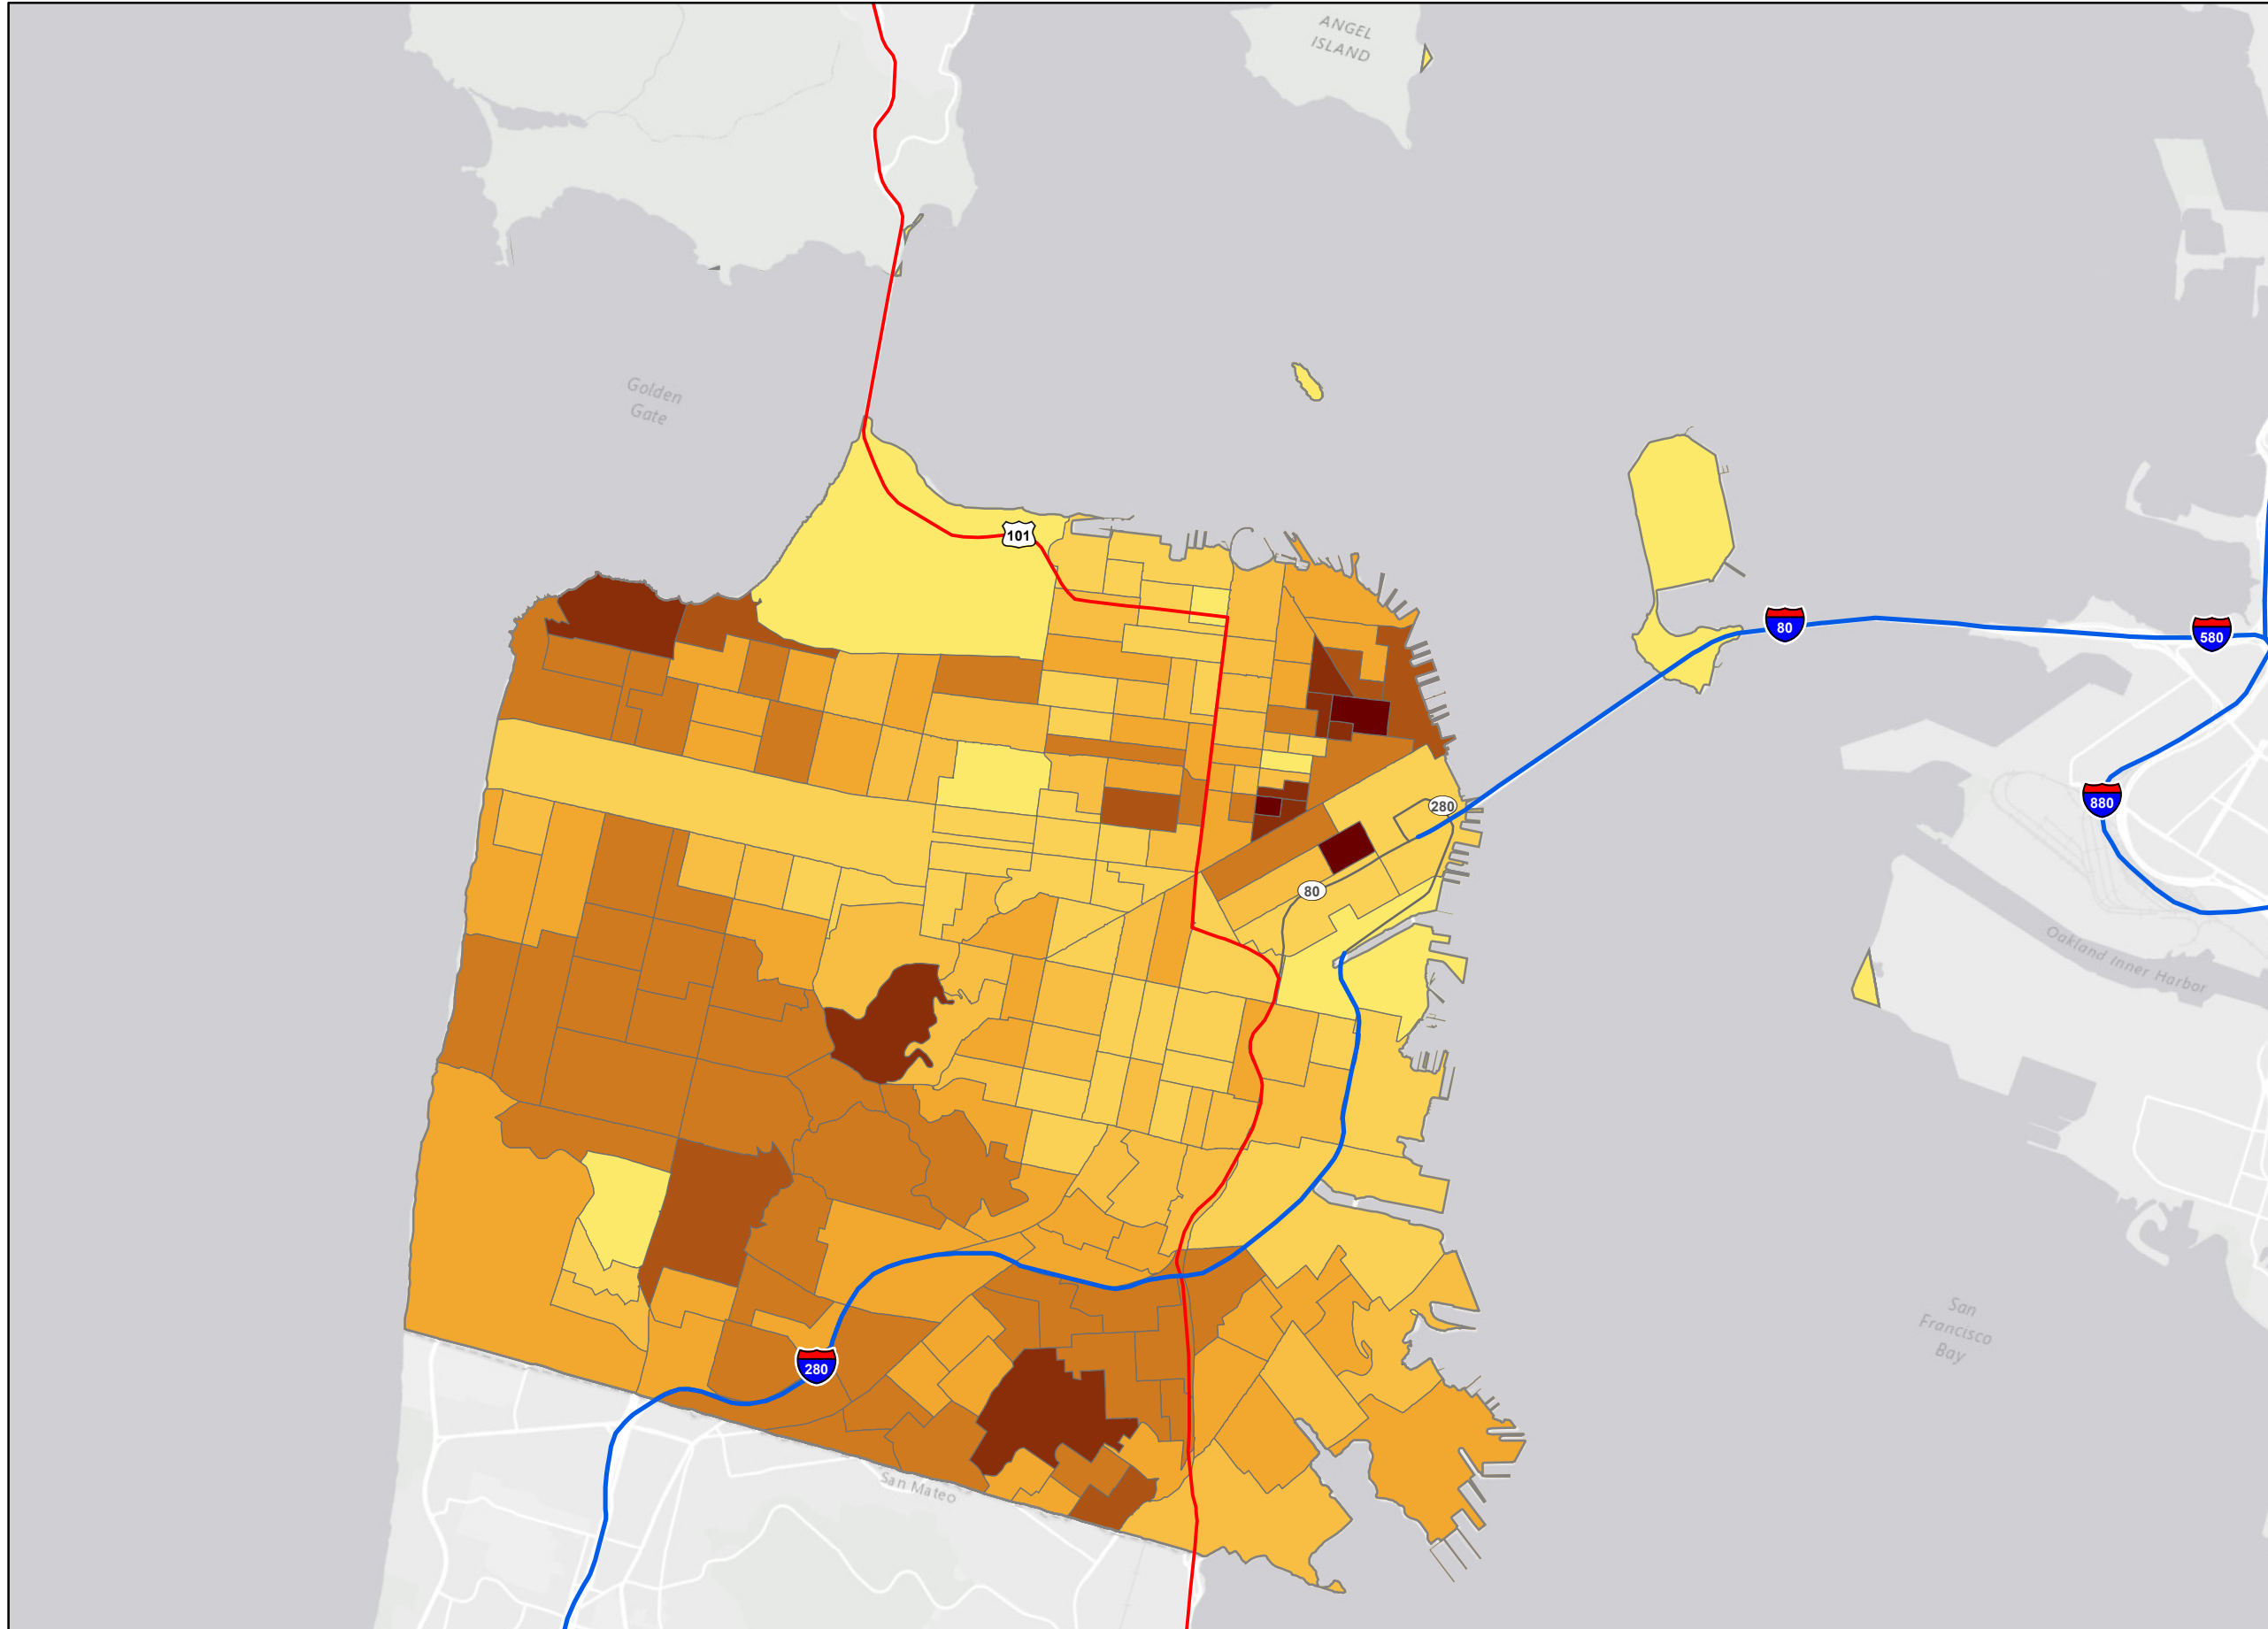 ANGEL
ISLAND
Golden
Gate
101
80
580
280
880
80
Oakland Inner Harbor
San
Francisco
Bay
280
San Mateo